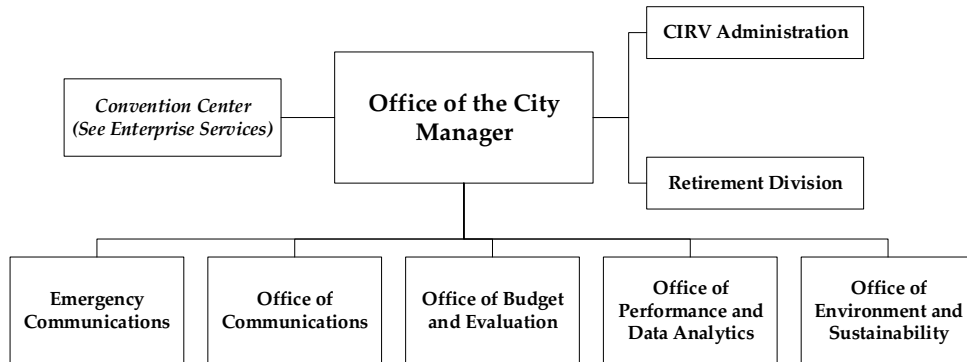 CIRV Administration
Convention Center
(See Enterprise Services)
Office of the City
Manager
Retirement Division
Emergency
Communications
Office of
Communications
Office of Budget
and Evaluation
Office of
Performance and
Data Analytics
Office of
Environment and
Sustainability